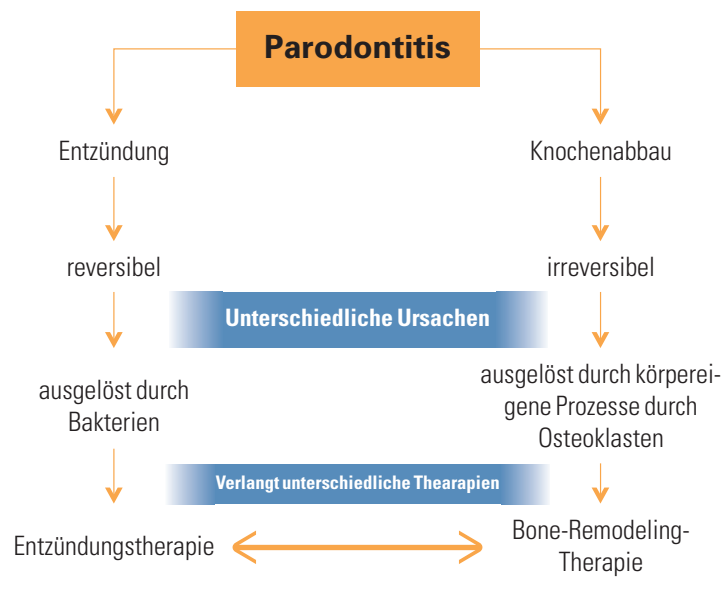 Parodontitis
Entzündung
Knochenabbau
reversibel
irreversibel
Unterschiedliche Ursachen
ausgelöst durch
Bakterien
ausgelöst durch körperei-
gene Prozesse durch
Osteoklasten
Verlangt unterschiedliche Thearapien
Entzündungstherapie
Bone-Remodeling-
Therapie